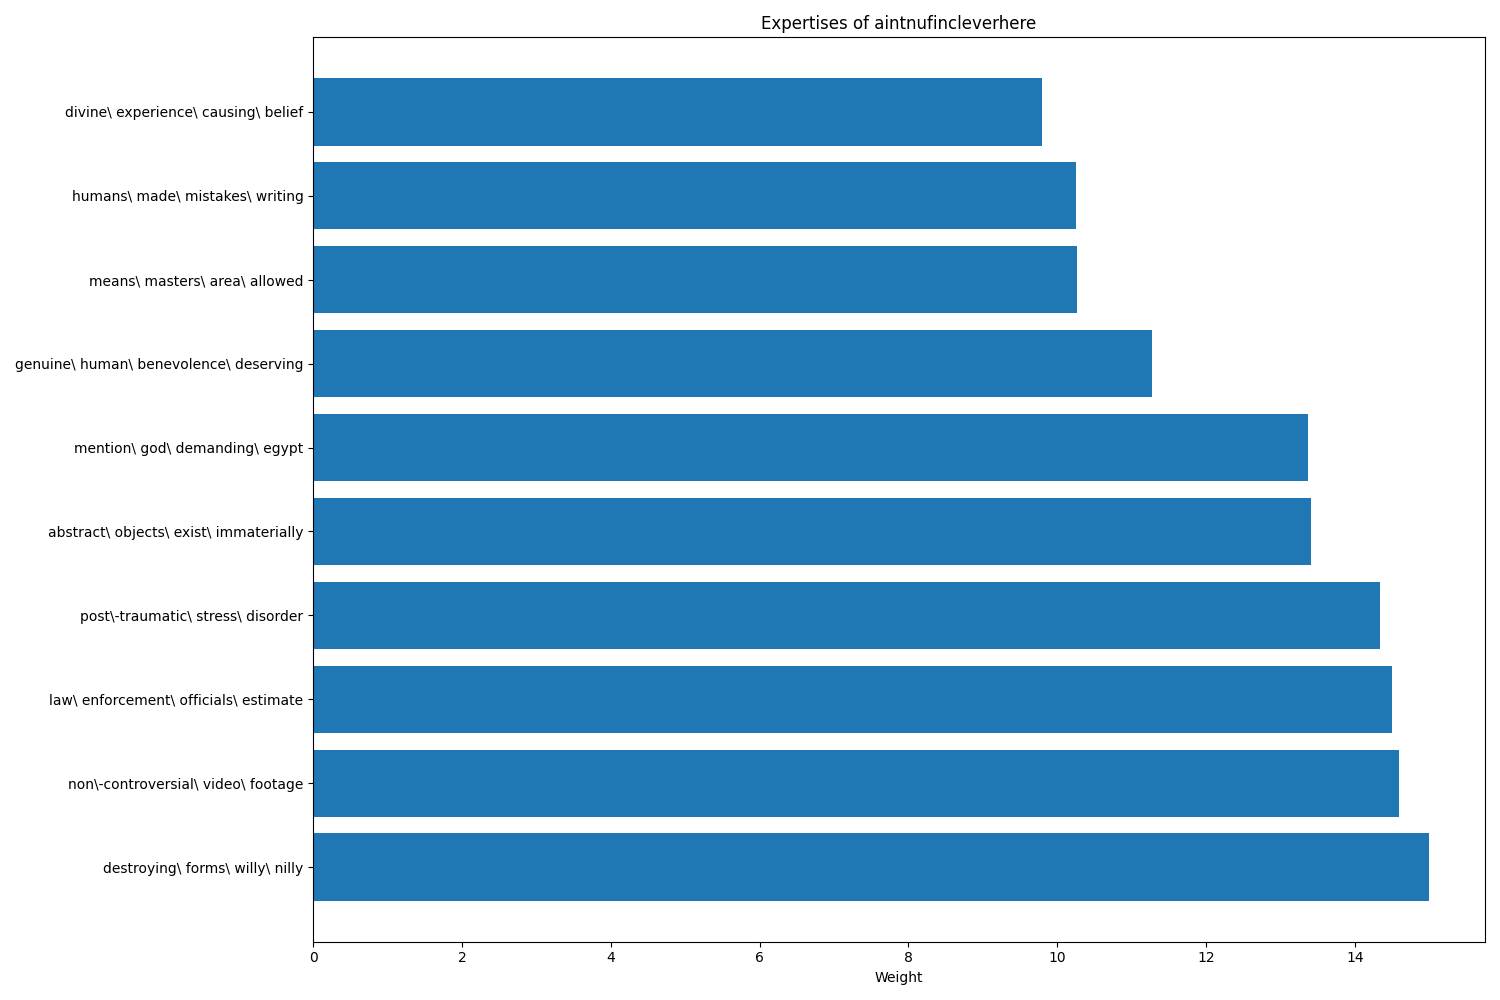 Expertises of aintnufincleverhere
divine\ experience\ causing\ belief
humans\ made\ mistakes\ writing
means\ masters\ area\ allowed
genuine\ human\ benevolence\ deserving
mention\ god\ demanding\ egypt
abstract\ objects\ exist\ immaterially
post\-traumatic\ stress\ disorder
law\ enforcement\ officials\ estimate
non\-controversial\ video\ footage
destroying\ forms\ willy\ nilly
0 2 4 6 8 10 12 14
Weight